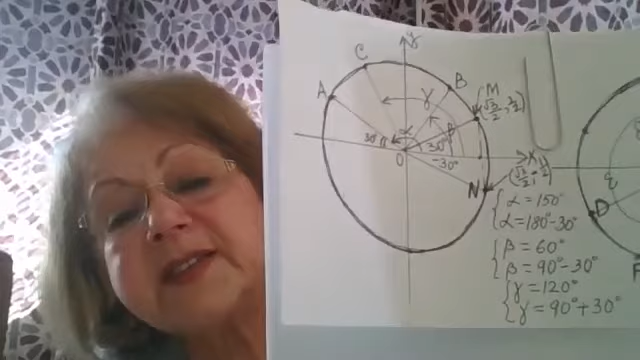 y
C
B
A
γ
M
(√3/2, 1/2)
30°
α
β
30°
x
0
-30°
(√3/2; -1/2)
N
α = 150°
α = 180° - 30°
β = 60°
β = 90° - 30°
γ = 120°
γ = 90° + 30°
D